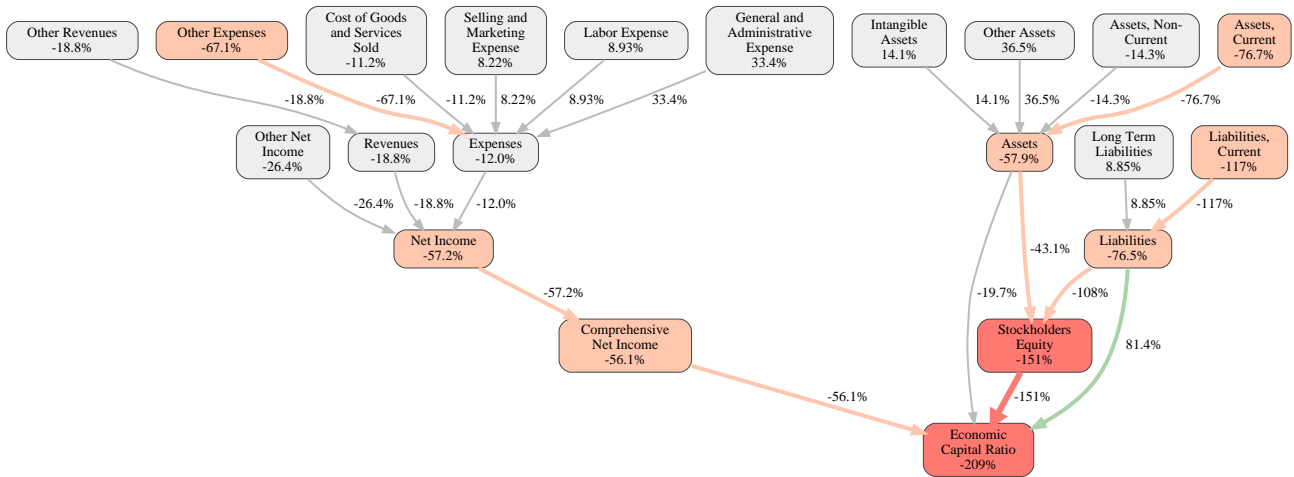 Other Revenues
-18.8%
Other Expenses
-67.1%
Cost of Goods
and Services
Sold
-11.2%
Selling and
Marketing
Expense
8.22%
Labor Expense
8.93%
General and
Administrative
Expense
33.4%
Intangible
Assets
14.1%
Other Assets
36.5%
Assets, Non-
Current
-14.3%
Assets,
Current
-76.7%
-18.8%
-67.1%
-11.2%
8.22%
8.93%
33.4%
14.1%
36.5%
-14.3%
-76.7%
Other Net
Income
-26.4%
Revenues
-18.8%
Expenses
-12.0%
Assets
-57.9%
Long Term
Liabilities
8.85%
Liabilities,
Current
-117%
-26.4%
-18.8%
-12.0%
8.85%
-117%
Net Income
-57.2%
-43.1%
Liabilities
-76.5%
-57.2%
-19.7%
-108%
Comprehensive
Net Income
-56.1%
Stockholders
Equity
-151%
81.4%
-56.1%
-151%
Economic
Capital Ratio
-209%